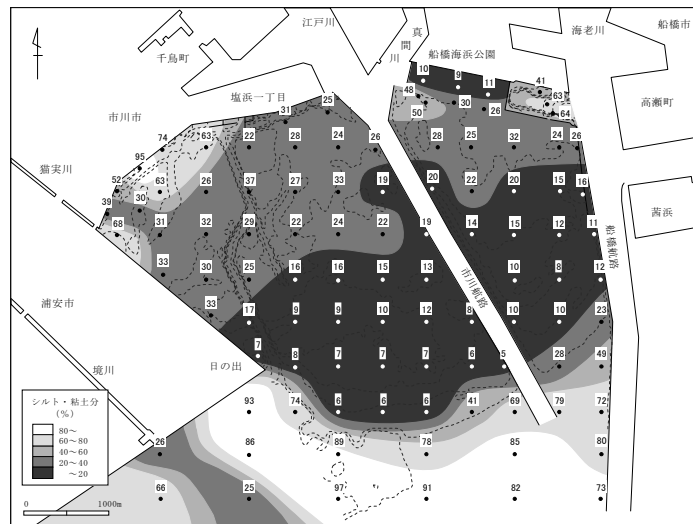 江戸川
真間川
船橋海浜公園
海老川
船橋市
千鳥町
高瀬町
塩浜一丁目
市川市
猫実川
茜浜
船橋航路
市川航路
浦安市
境川
日の出
10 9 11 41 63 64
48 50 30 26
25 31
74 63 22 28 24 26 28 25 32 24 26
95
52 63 26 37 27 33 19 20 22 20 15 16
39 30
68 31 32 29 22 24 22 19 14 15 12 11
33 30 25 16 16 15 13 10 8 12
33 17 9 9 10 12 8 10 10 23
7 8 7 7 7 6 5 28 49
93 74 6 6 6 41 69 79 72
26 86 89 78 85 80
66 25 97 91 82 73
シルト・粘土分
(%)
80~
60~80
40~60
20~40
~20
0 1000m